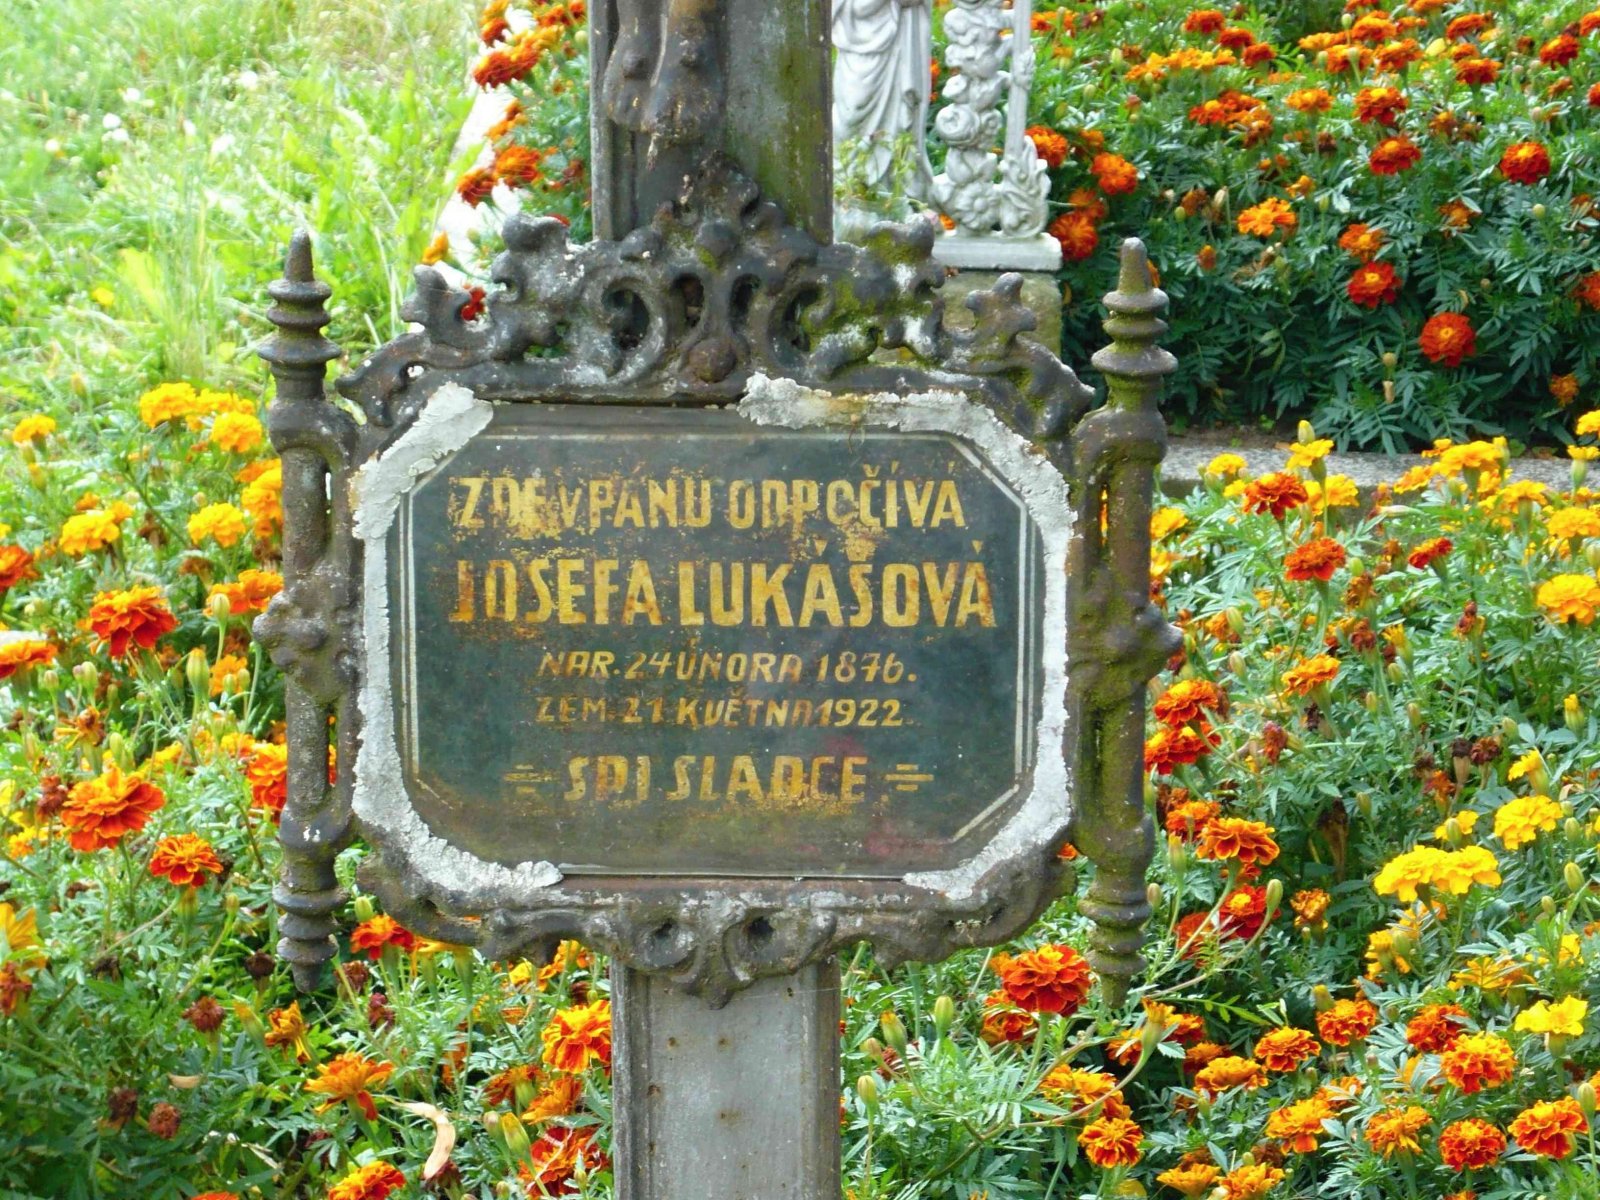 ZDE V PÁNU ODPOČÍVÁ
JOSEFA LUKÁŠOVÁ
NAR. 24 ÚNORA 1876.
ZEM. 21 KVĚTNA 1922.
SPI SLADCE